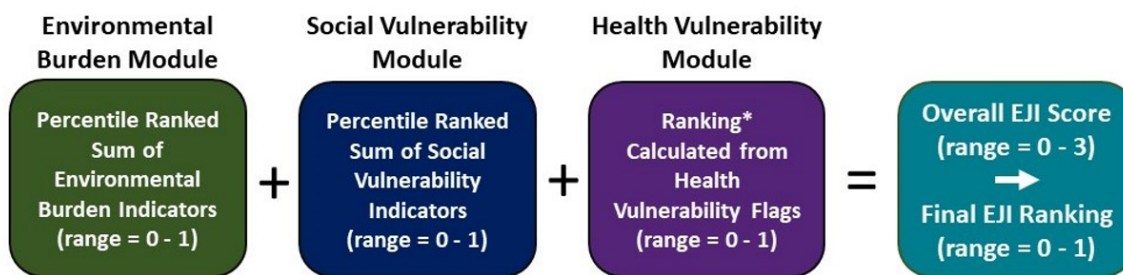 Environmental
Burden Module
Percentile Ranked
Sum of
Environmental
Burden Indicators
(range = 0 - 1)
+
Social Vulnerability
Module
Percentile Ranked
Sum of Social
Vulnerability
Indicators
(range = 0 - 1)
+
Health Vulnerability
Module
Ranking*
Calculated from
Health
Vulnerability Flags
(range = 0 - 1)
=
Overall EJI Score
(range = 0 - 3)
Final EJI Ranking
(range = 0 - 1)